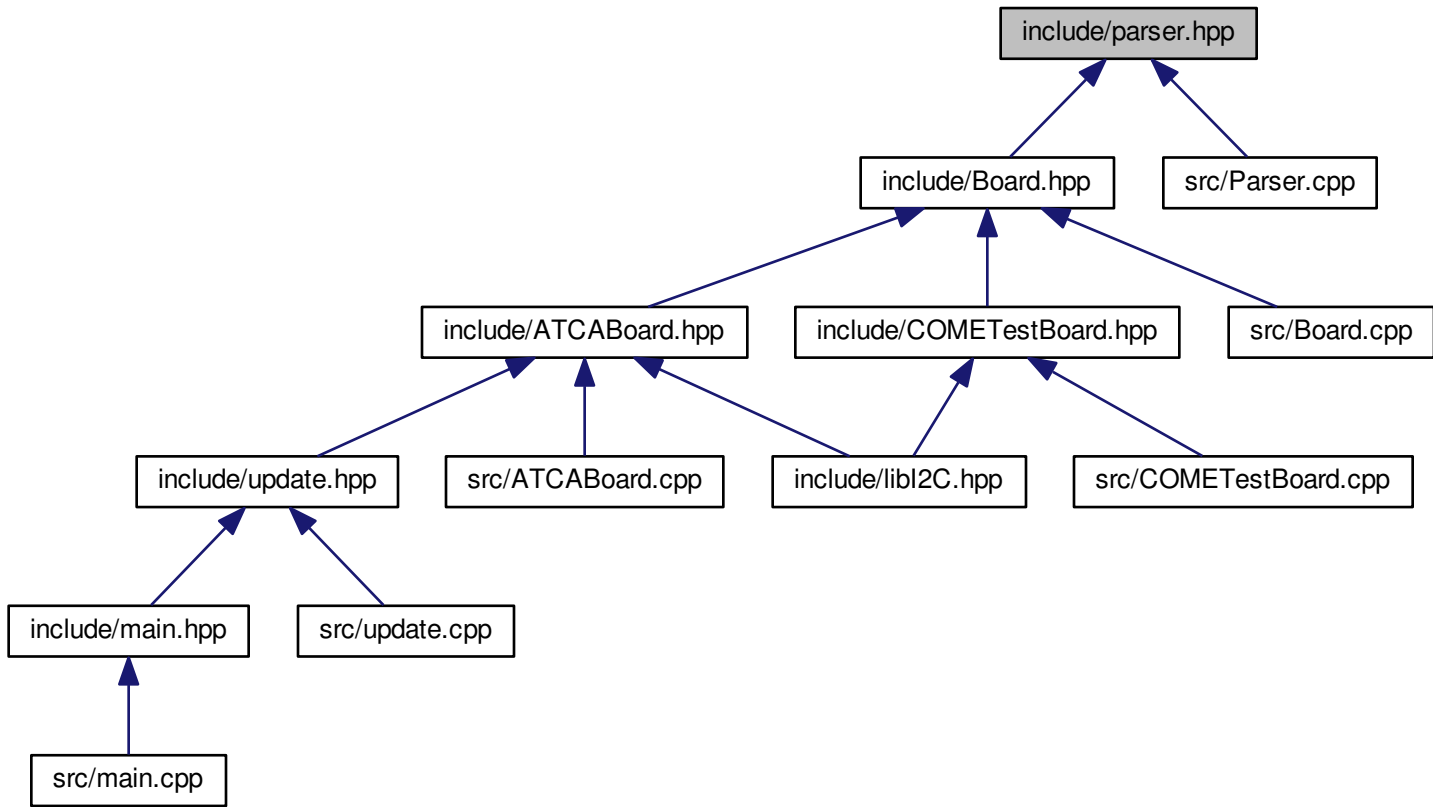 include/parser.hpp
include/Board.hpp
src/Parser.cpp
include/ATCABoard.hpp
include/COMETestBoard.hpp
src/Board.cpp
include/update.hpp
src/ATCABoard.cpp
include/libI2C.hpp
src/COMETestBoard.cpp
include/main.hpp
src/update.cpp
src/main.cpp